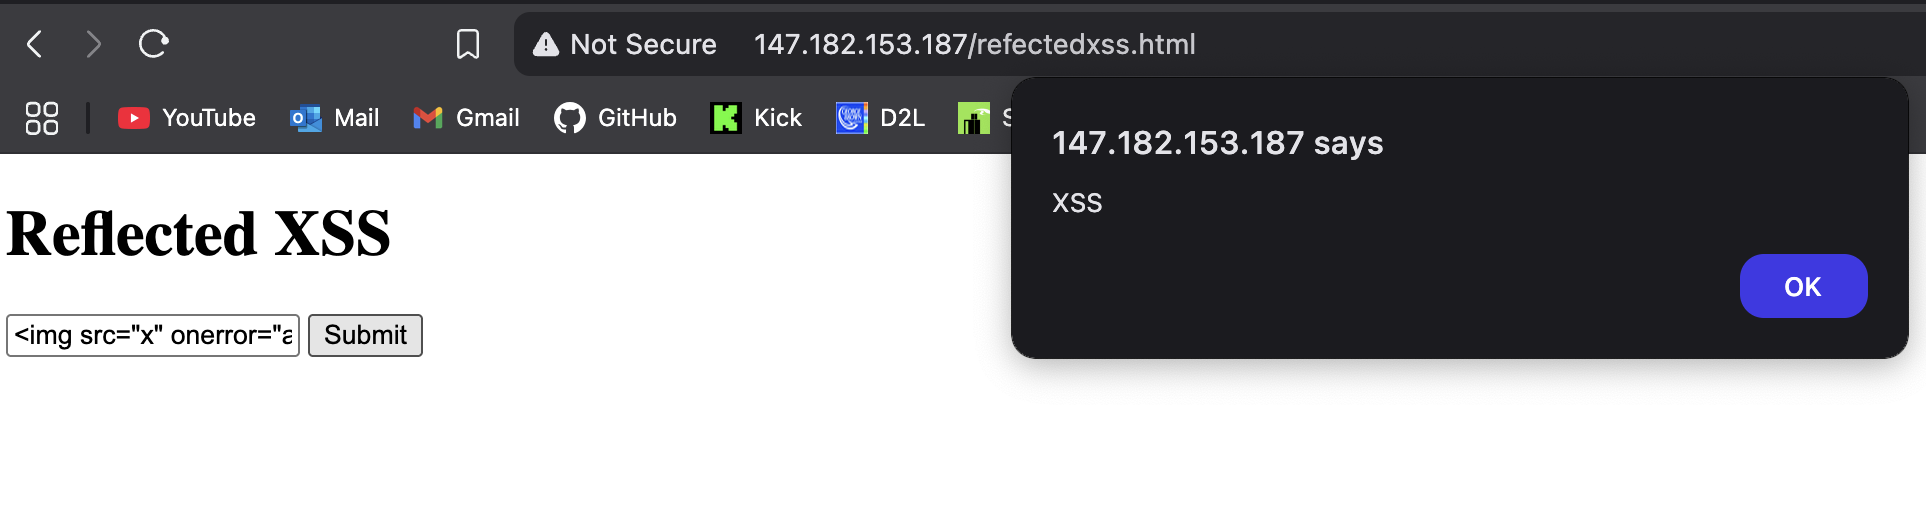 Not Secure 147.182.153.187/refectedxss.html
YouTube Mail Gmail GitHub Kick D2L S
147.182.153.187 says
XSS
OK
Reflected XSS
<img src="x" onerror="a Submit